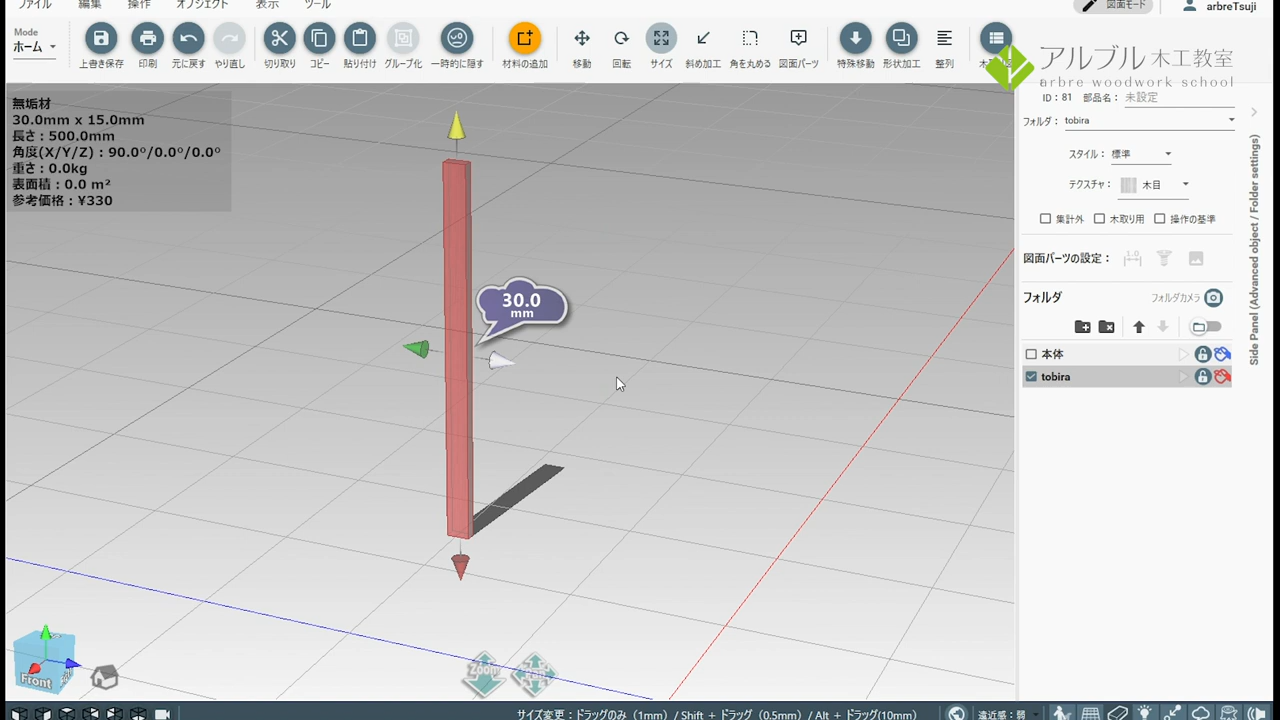 ファイル 編集 操作 オブジェクト 表示 ツール
図面モード arbreTsuji
Mode
ホーム
上書き保存 印刷 元に戻す やり直し 切り取り コピー 貼り付け グループ化 一時的に隠す 材料の追加 移動 回転 サイズ 斜め加工 角を丸める 図面パーツ 特殊移動 形状加工 整列
アルブル木工教室
arbre woodwork school
無垢材
30.0mm x 15.0mm
長さ : 500.0mm
角度(X/Y/Z) : 90.0°/0.0°/0.0°
重さ : 0.0kg
表面積 : 0.0 m²
参考価格 : ¥330
30.0
mm
ID : 81 部品名 : 未設定
フォルダ : tobira
スタイル : 標準
テクスチャ : 木目
集計外 木取り用 操作の基準
図面パーツの設定 :
フォルダ フォルダカメラ
本体
tobira
Side Panel (Advanced object / Folder settings)
Front
Zoom
サイズ変更 : ドラッグのみ (1mm) / Shift + ドラッグ (0.5mm) / Alt + ドラッグ(10mm)
遠近感 : 弱